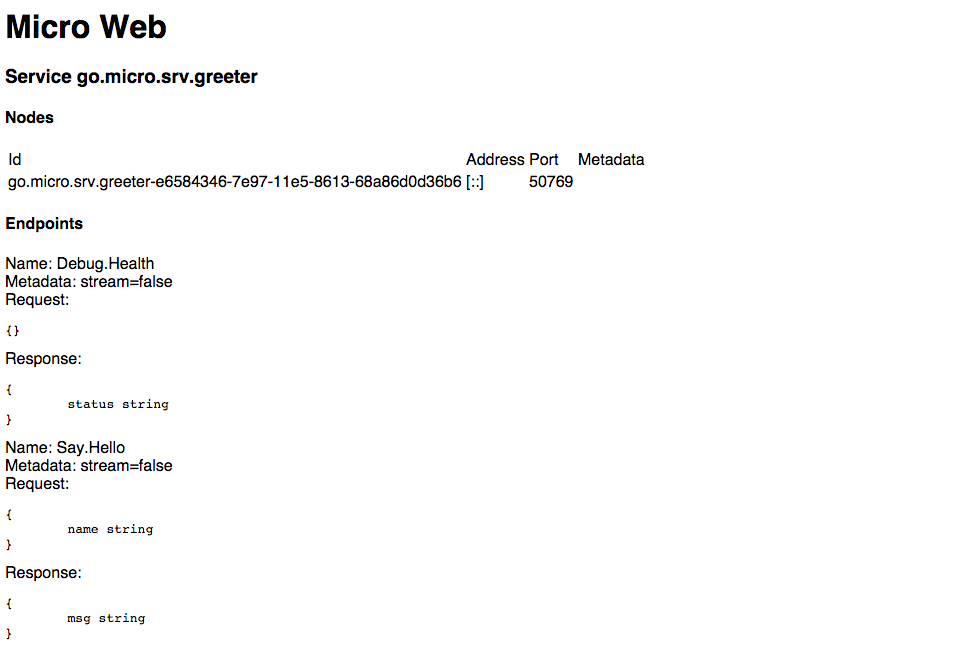 Micro Web
Service go.micro.srv.greeter
Nodes
Id Address Port Metadata
go.micro.srv.greeter-e6584346-7e97-11e5-8613-68a86d0d36b6 [::] 50769
Endpoints
Name: Debug.Health
Metadata: stream=false
Request:
{}
Response:
{
status string
}
Name: Say.Hello
Metadata: stream=false
Request:
{
name string
}
Response:
{
msg string
}